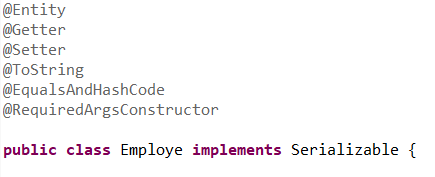 @Entity
@Getter
@Setter
@ToString
@EqualsAndHashCode
@RequiredArgsConstructor
public class Employe implements Serializable {